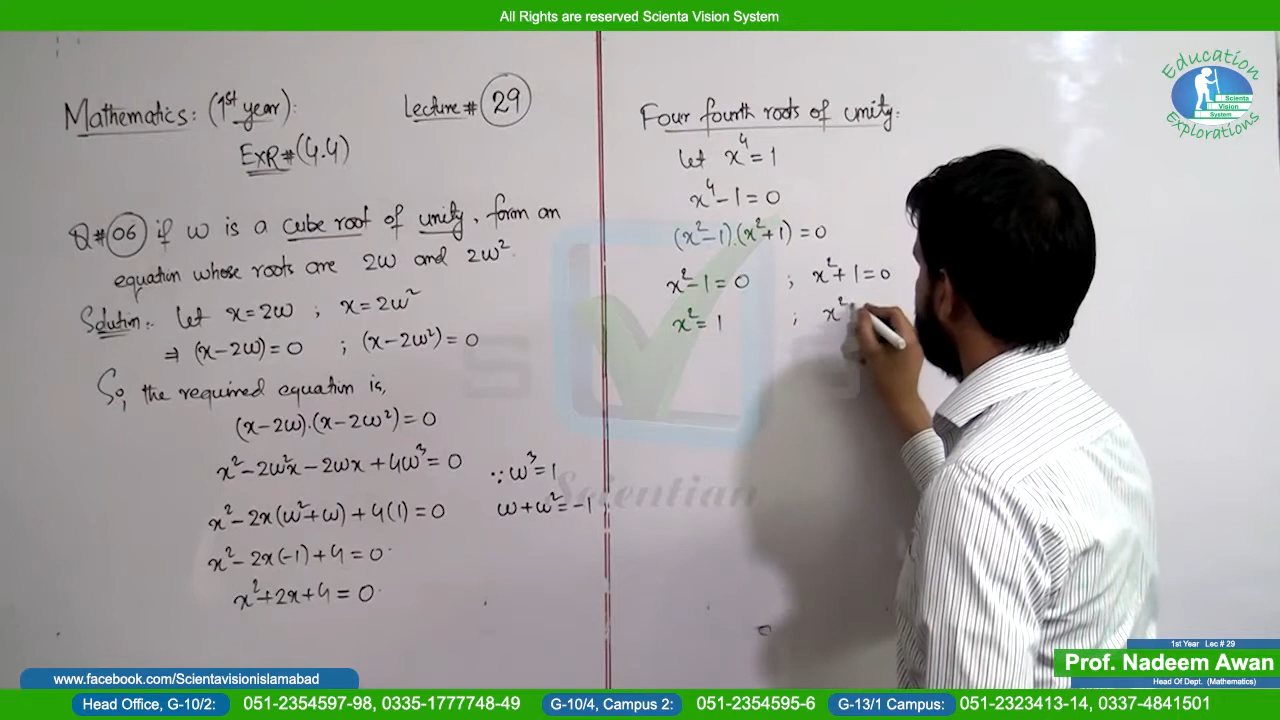 All Rights are reserved Scienta Vision System
Mathematics: (1st year):
Lecture # 29
EXR # (4.4)
Q # 06 if ω is a cube root of unity, form an
equation whose roots are 2ω and 2ω².
Solution:- let x = 2ω ; x = 2ω²
⇒ (x-2ω) = 0 ; (x-2ω²) = 0
So, the required equation is,
(x-2ω).(x-2ω²) = 0
x² - 2ω²x - 2ωx + 4ω³ = 0 ∵ ω³ = 1
x² - 2x(ω²+ω) + 4(1) = 0 ω + ω² = -1
x² - 2x(-1) + 4 = 0
x² + 2x + 4 = 0
Four fourth roots of unity:
let x⁴ = 1
x⁴ - 1 = 0
(x²-1).(x²+1) = 0
x² - 1 = 0 ; x² + 1 = 0
x² = 1 ; x²
Education
Scienta
Vision
System
Explorations
Scientian
1st Year Lec # 29
Prof. Nadeem Awan
Head Of Dept. (Mathematics)
www.facebook.com/Scientavisionislamabad
Head Office, G-10/2: 051-2354597-98, 0335-1777748-49 G-10/4, Campus 2: 051-2354595-6 G-13/1 Campus: 051-2323413-14, 0337-4841501